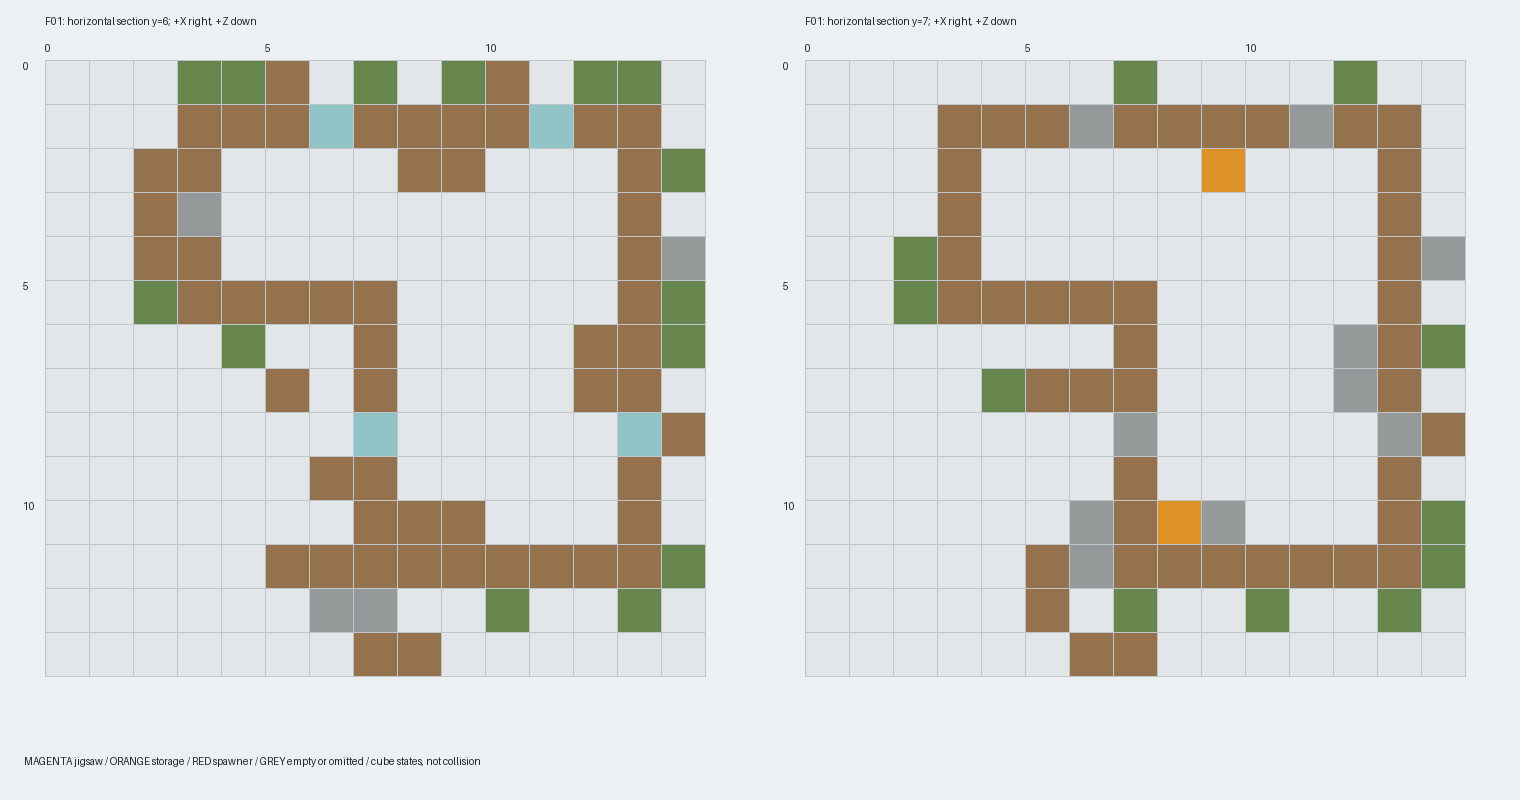 F01: horizontal section y=6; +X right, +Z down
F01: horizontal section y=7; +X right, +Z down
0 5 10
0 5 10
0
0
5
5
10
10
MAGENTA jigsaw / ORANGE storage / RED spawner / GREY empty or omitted / cube states, not collision